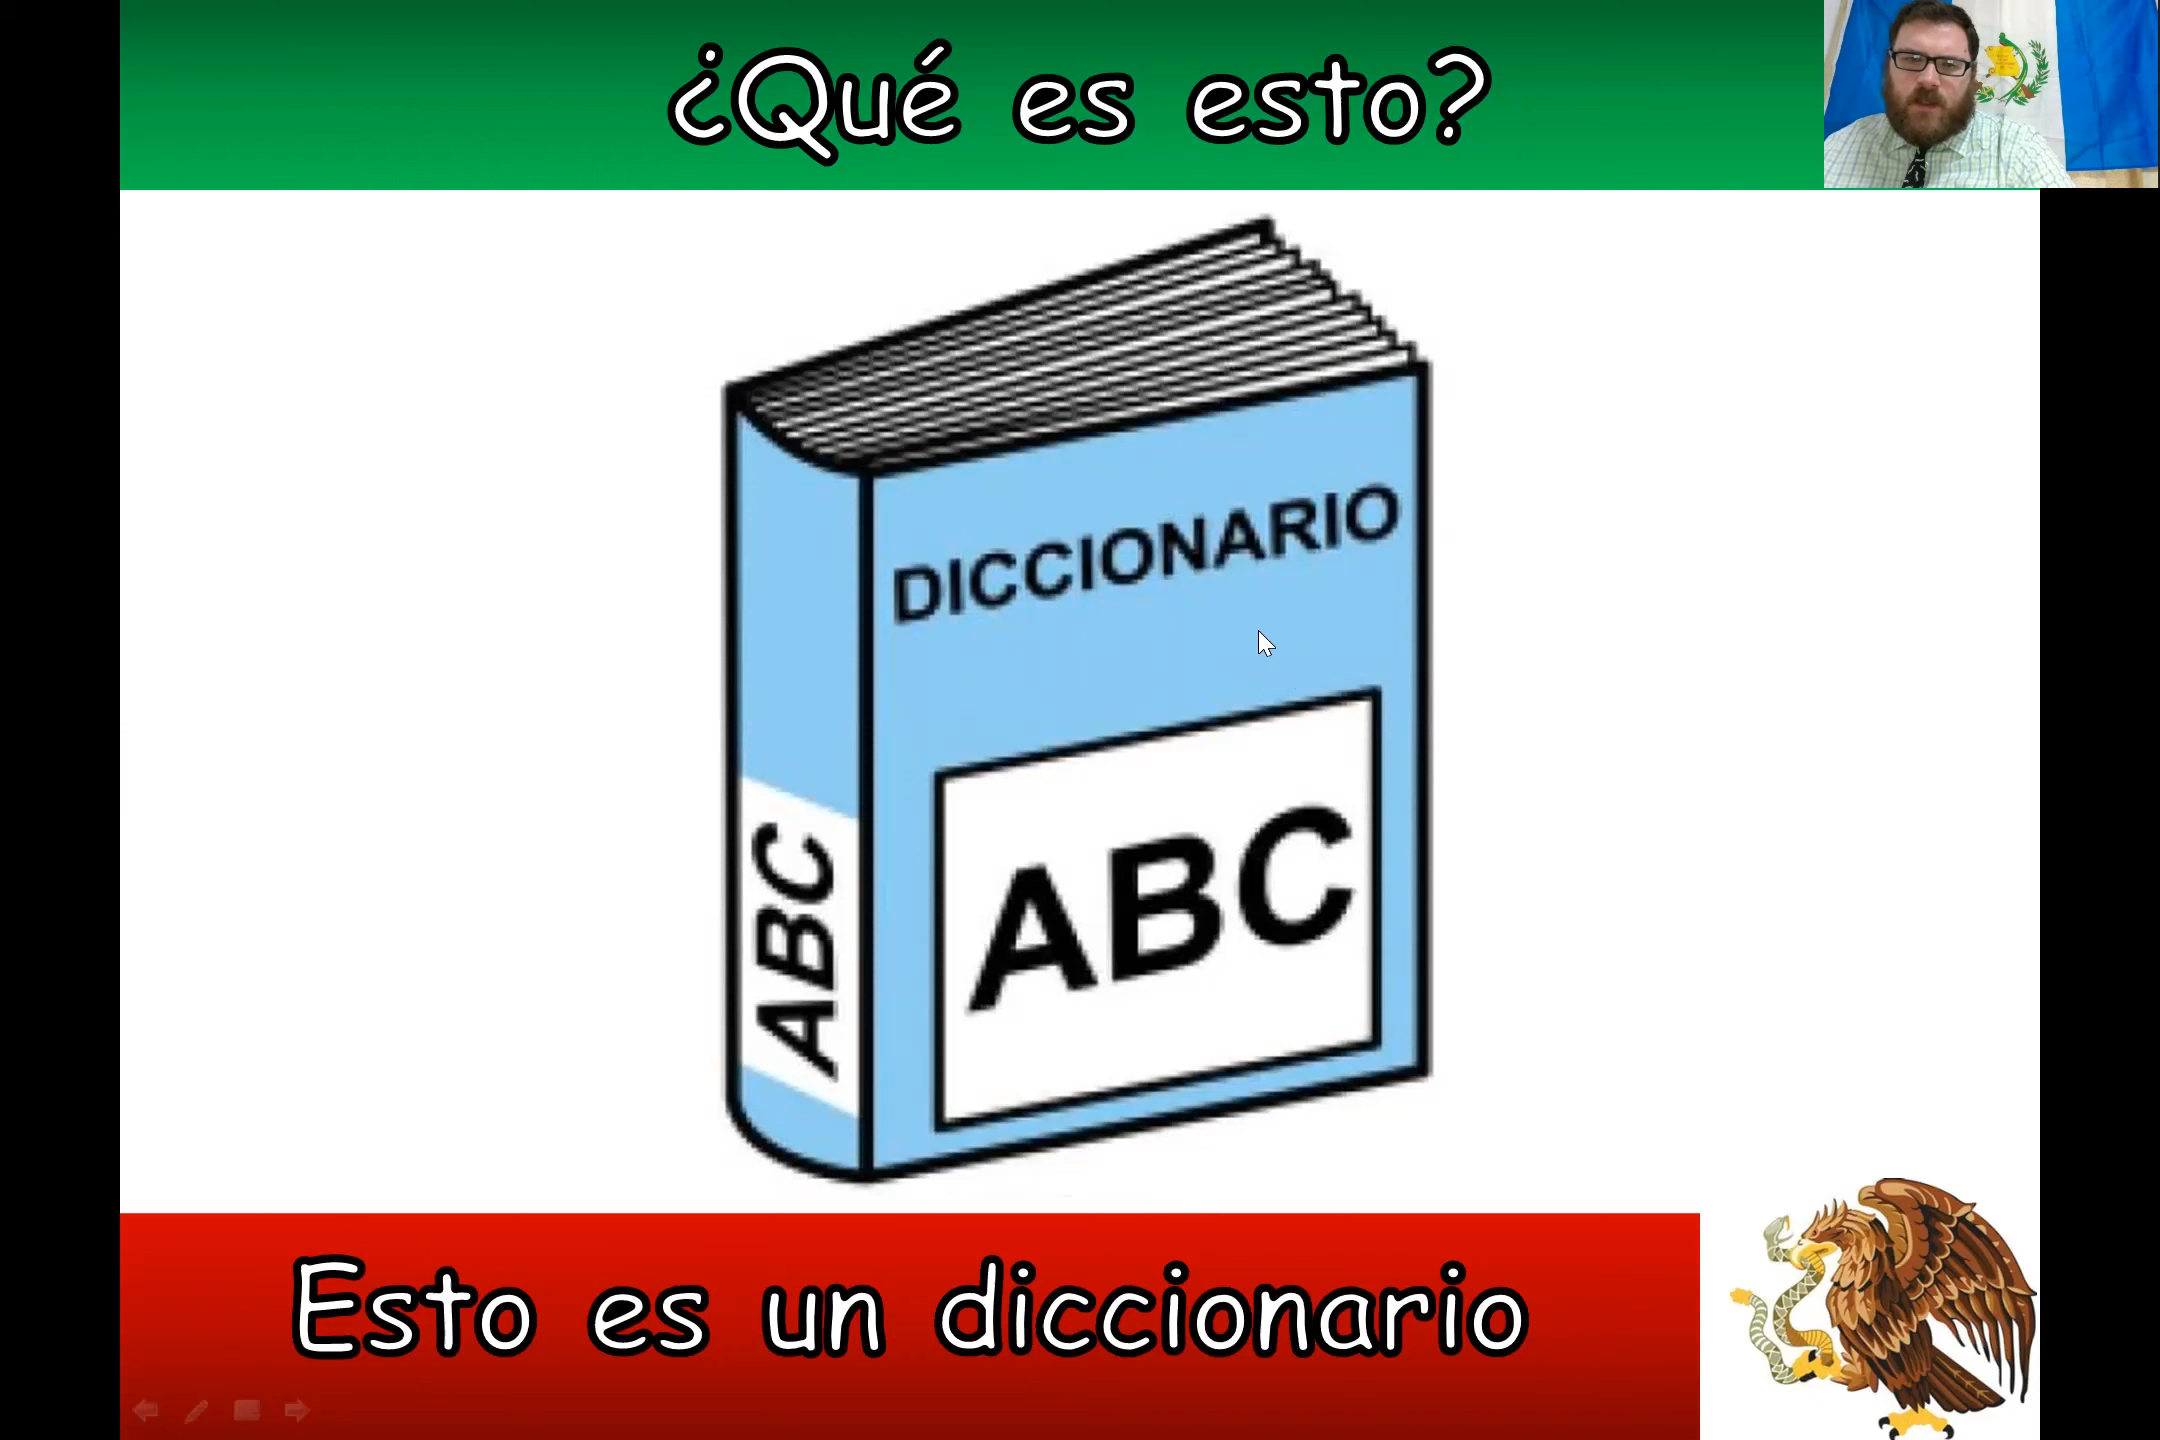 ¿Qué es esto?
DICCIONARIO
ABC
ABC
Esto es un diccionario